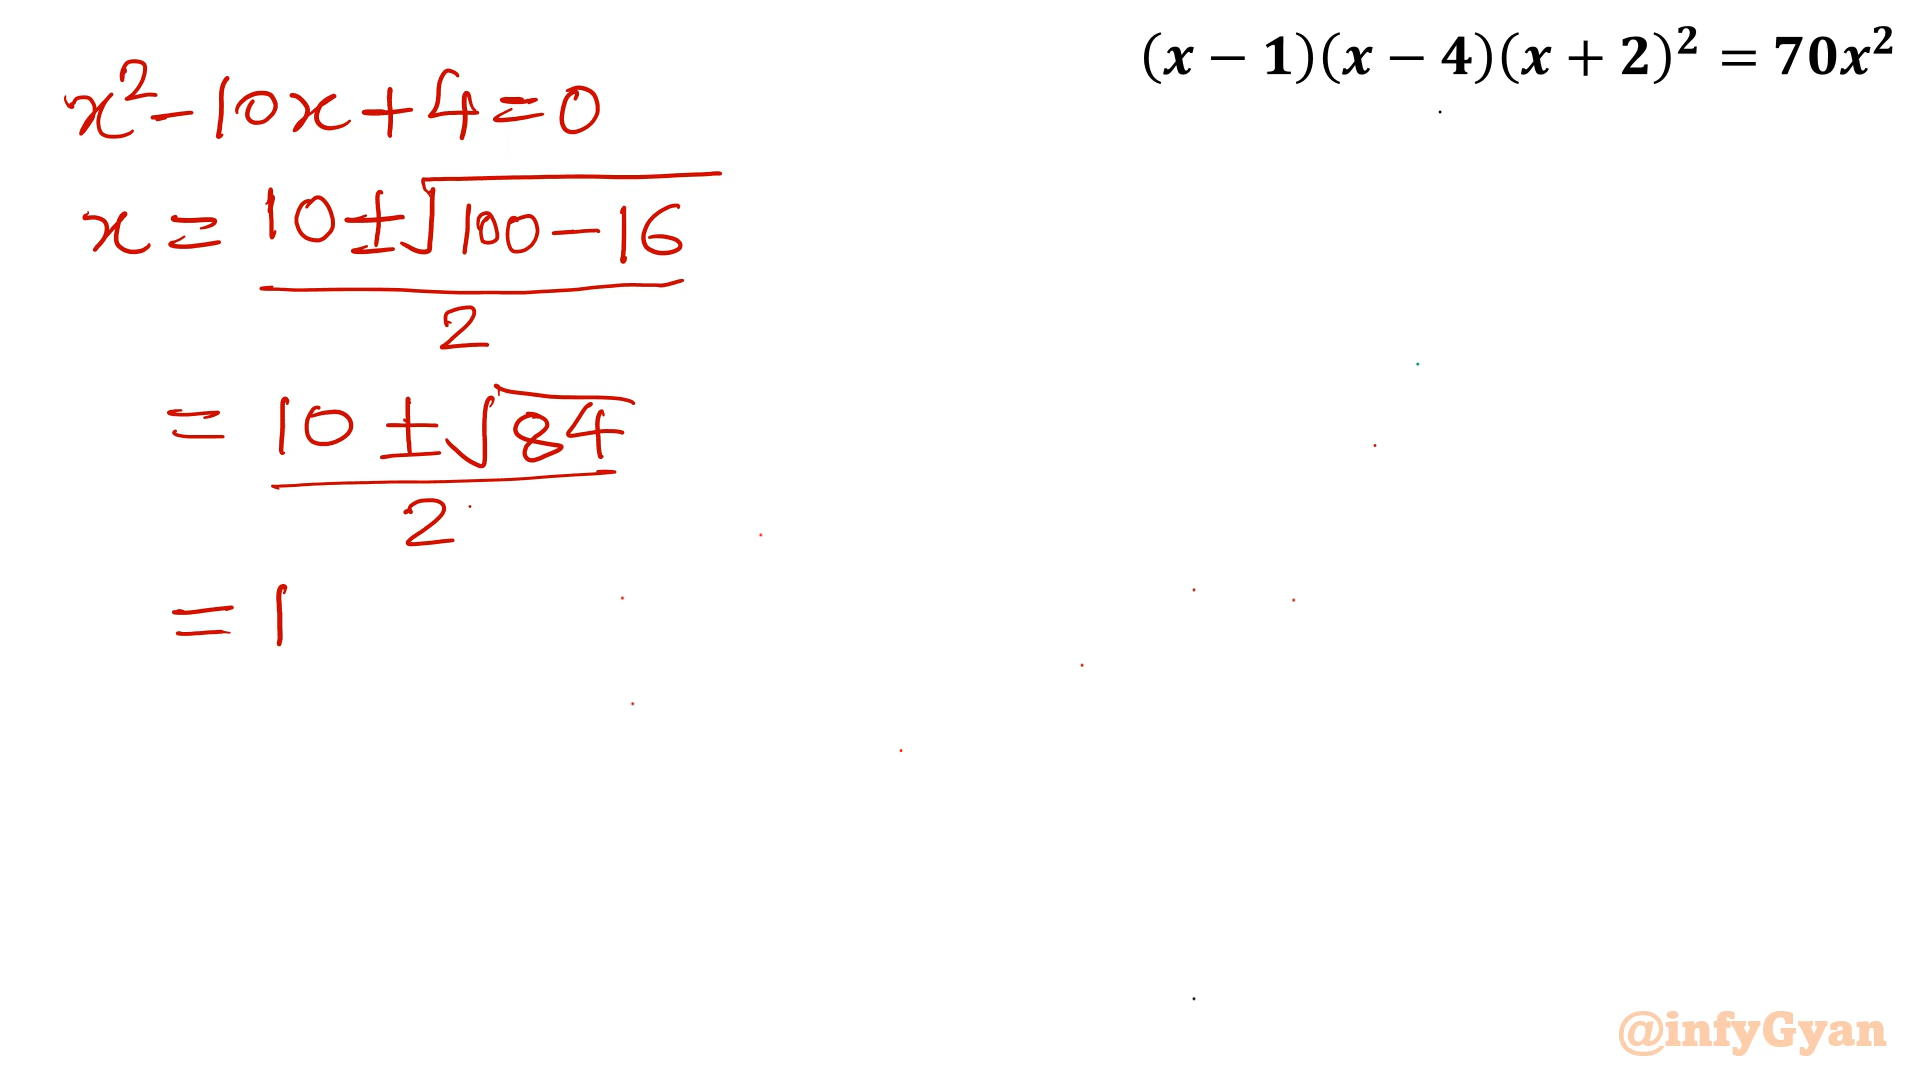 (x − 1)(x − 4)(x + 2)² = 70x²
x² − 10x + 4 = 0
x = (10 ± √(100 − 16)) / 2
= (10 ± √84) / 2
= 1
@infyGyan